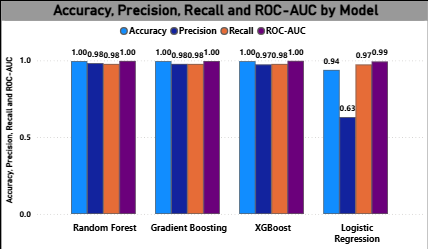 Accuracy, Precision, Recall and ROC-AUC by Model
Accuracy Precision Recall ROC-AUC
1.00 0.98 0.98 1.00 1.00 0.98 0.98 1.00 1.00 0.97 0.98 1.00 0.94 0.63 0.97 0.99
Accuracy, Precision, Recall and ROC-AUC
1.0
0.5
0.0
Random Forest Gradient Boosting XGBoost Logistic
Regression